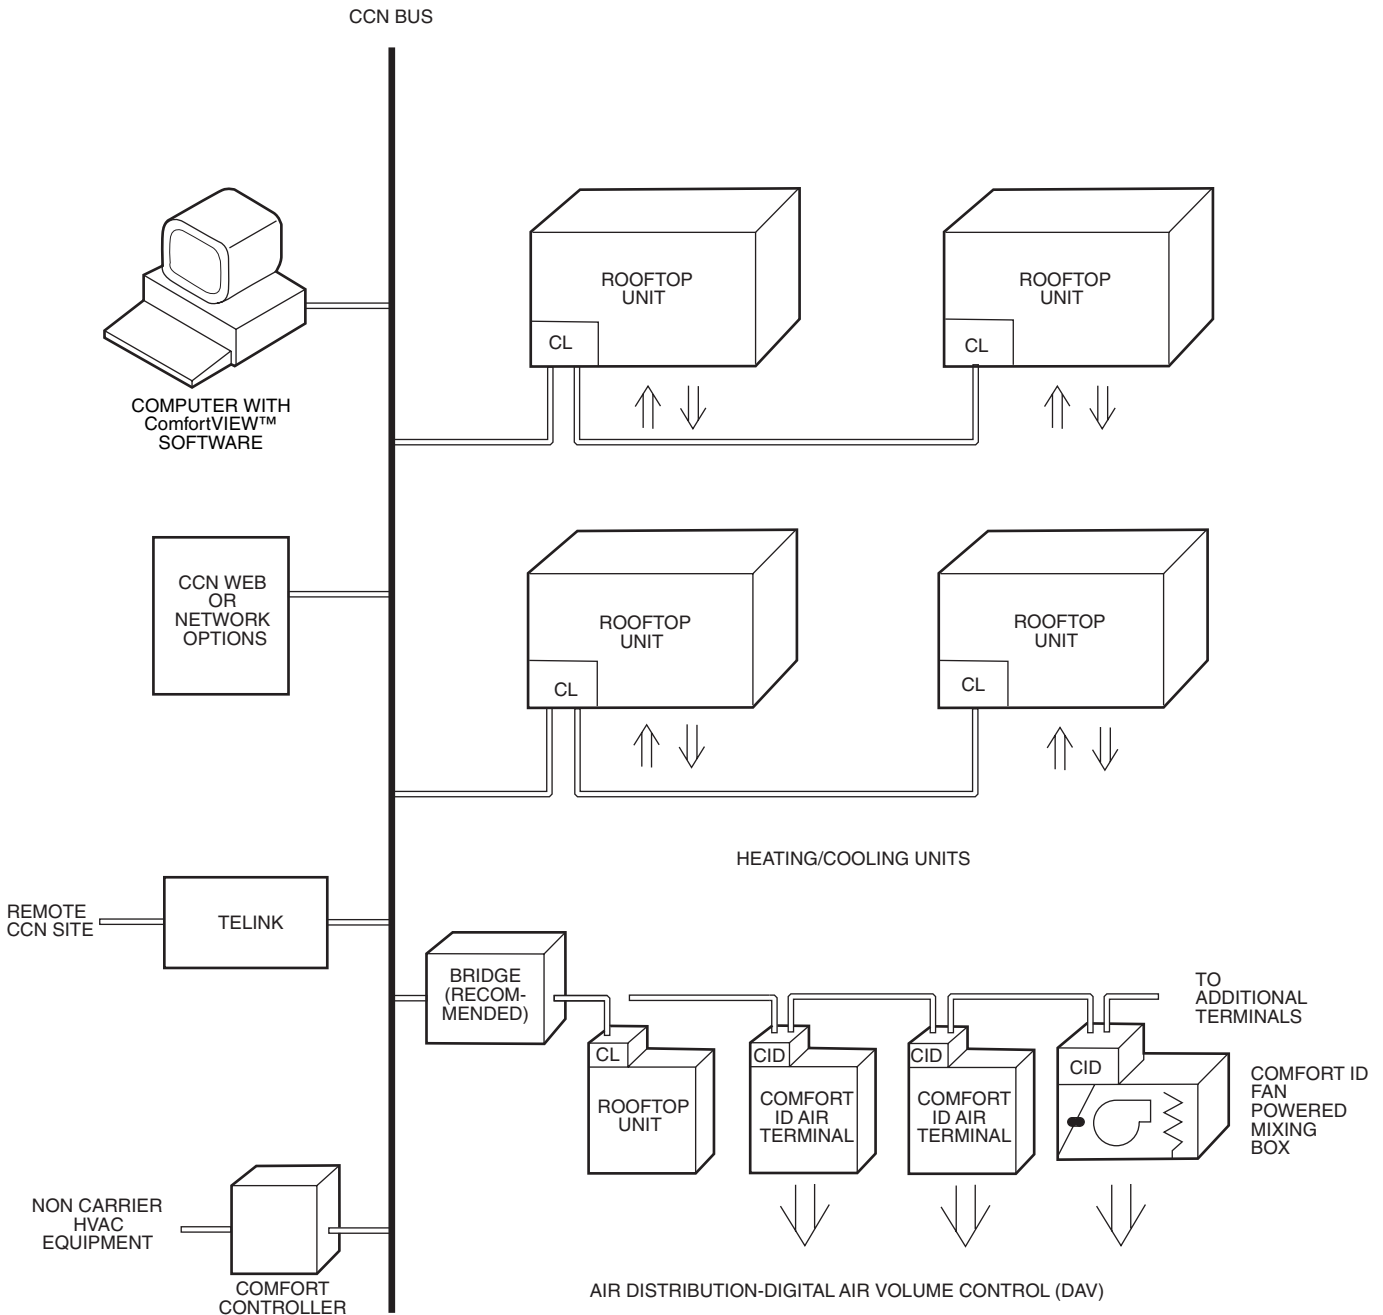 CCN BUS
ROOFTOP
UNIT
CL
ROOFTOP
UNIT
CL
COMPUTER WITH
ComfortVIEW™
SOFTWARE
CCN WEB
OR
NETWORK
OPTIONS
ROOFTOP
UNIT
CL
ROOFTOP
UNIT
CL
HEATING/COOLING UNITS
REMOTE
CCN SITE
TELINK
BRIDGE
(RECOM-
MENDED)
TO
ADDITIONAL
TERMINALS
CL
ROOFTOP
UNIT
CID
COMFORT
ID AIR
TERMINAL
CID
COMFORT
ID AIR
TERMINAL
CID
COMFORT ID
FAN
POWERED
MIXING
BOX
NON CARRIER
HVAC
EQUIPMENT
COMFORT
CONTROLLER
AIR DISTRIBUTION-DIGITAL AIR VOLUME CONTROL (DAV)